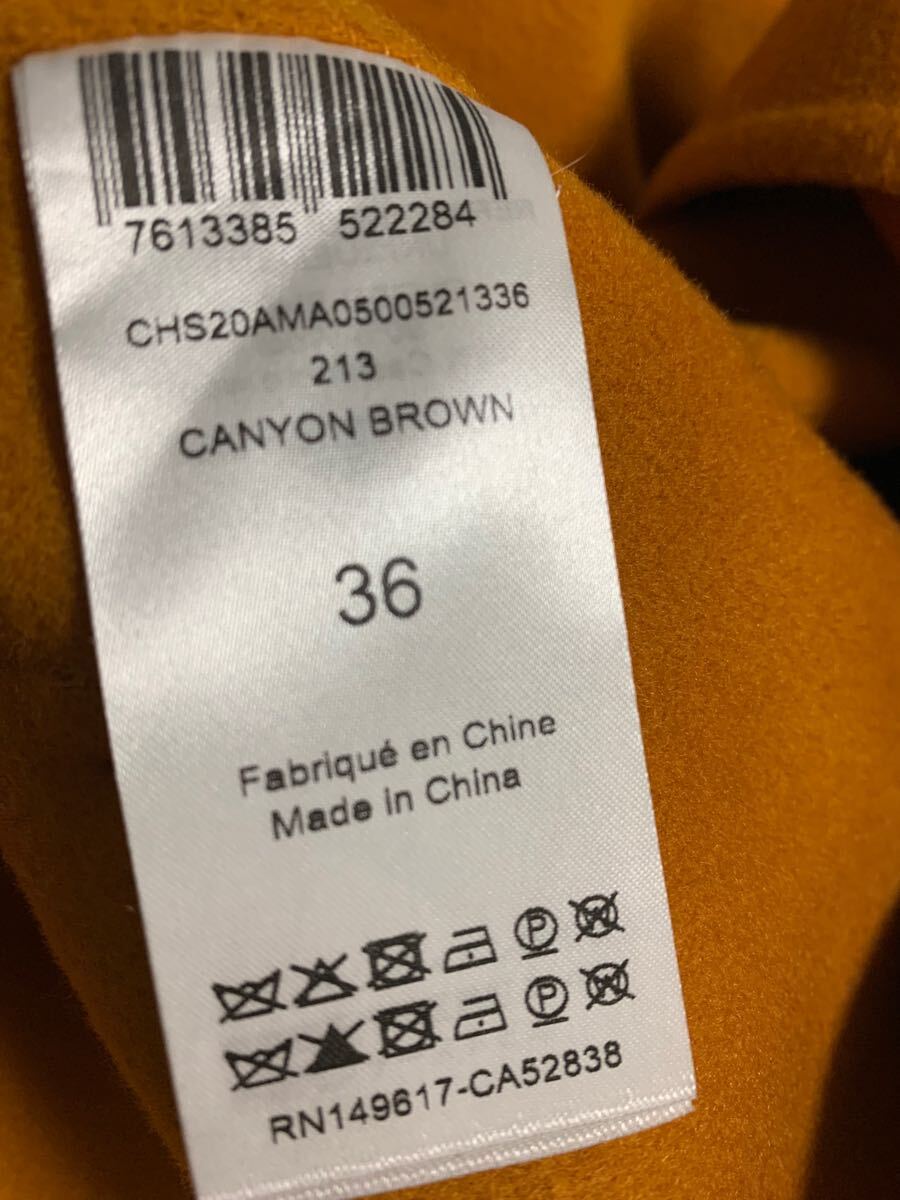 7613385 522284
CHS20AMA0500521336
213
CANYON BROWN
36
Fabriqué en Chine
Made in China
P W
P W
RN149617-CA52838